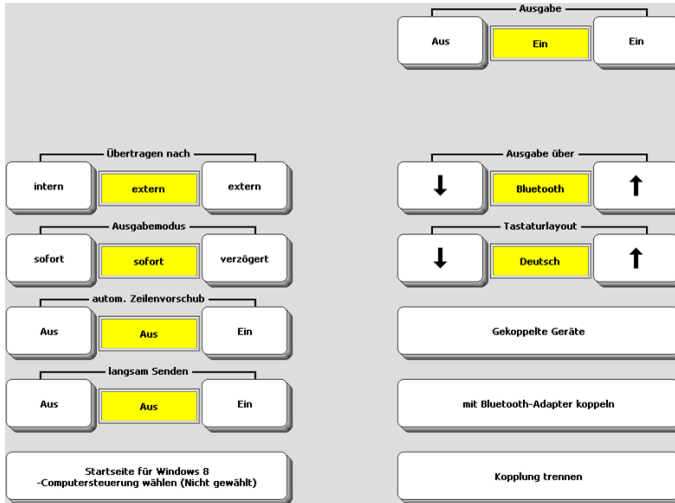 Ausgabe
Aus Ein Ein
Übertragen nach
intern extern extern
Ausgabe über
Bluetooth
Ausgabemodus
sofort sofort verzögert
Tastaturlayout
Deutsch
autom. Zeilenvorschub
Aus Aus Ein
Gekoppelte Geräte
langsam Senden
Aus Aus Ein
mit Bluetooth-Adapter koppeln
Startseite für Windows 8
-Computersteuerung wählen (Nicht gewählt)
Kopplung trennen